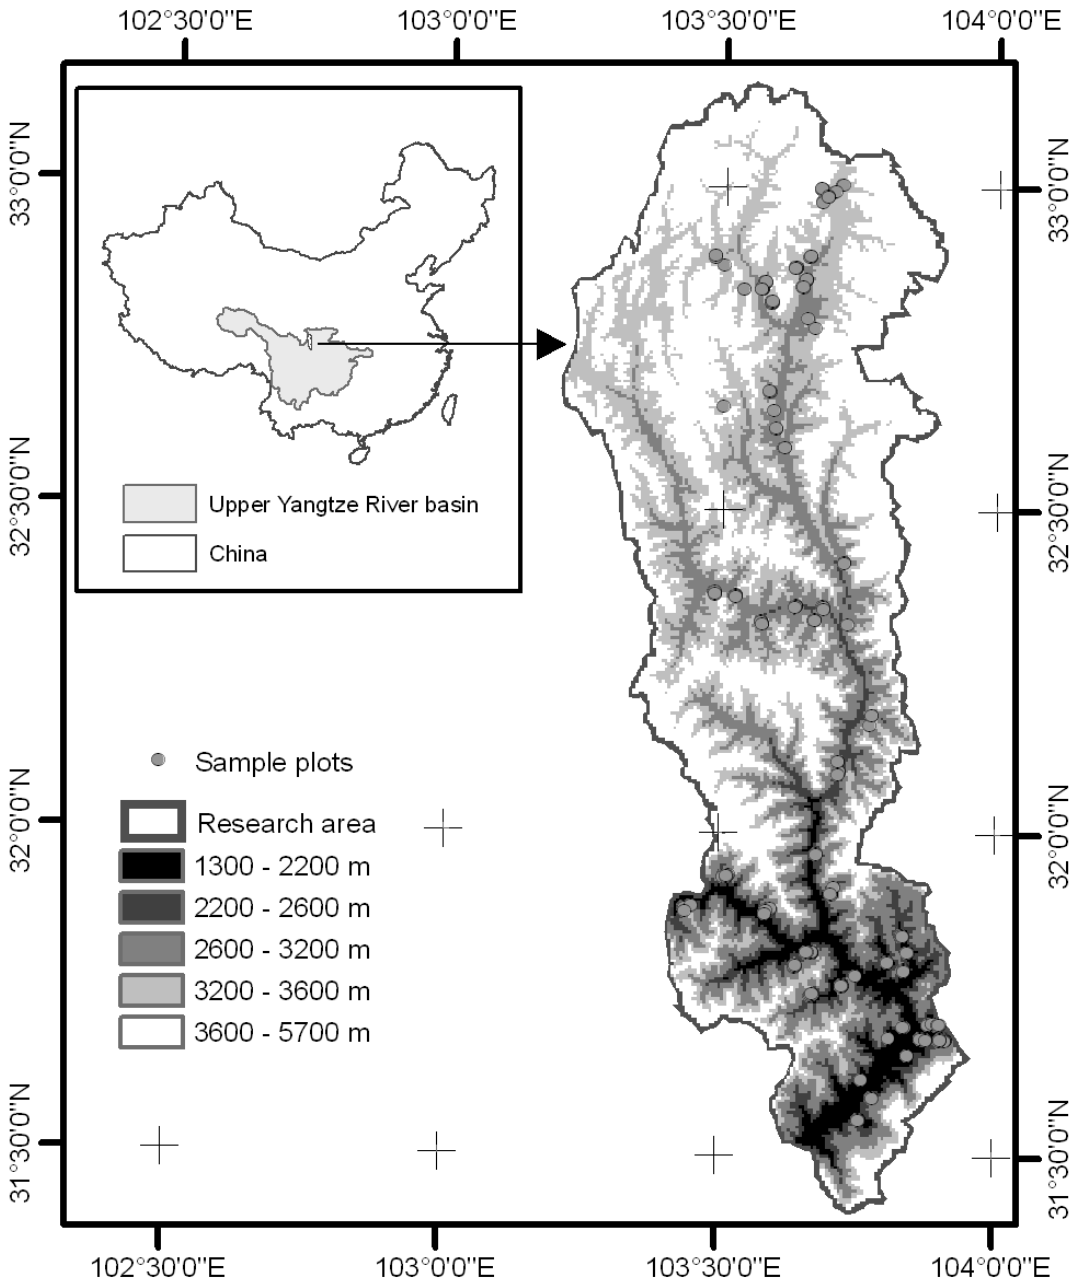 102°30'0"E 103°0'0"E 103°30'0"E 104°0'0"E
33°0'0"N
33°0'0"N
32°30'0"N
32°30'0"N
32°0'0"N
32°0'0"N
31°30'0"N
31°30'0"N
Upper Yangtze River basin
China
Sample plots
Research area
1300 - 2200 m
2200 - 2600 m
2600 - 3200 m
3200 - 3600 m
3600 - 5700 m
102°30'0"E 103°0'0"E 103°30'0"E 104°0'0"E